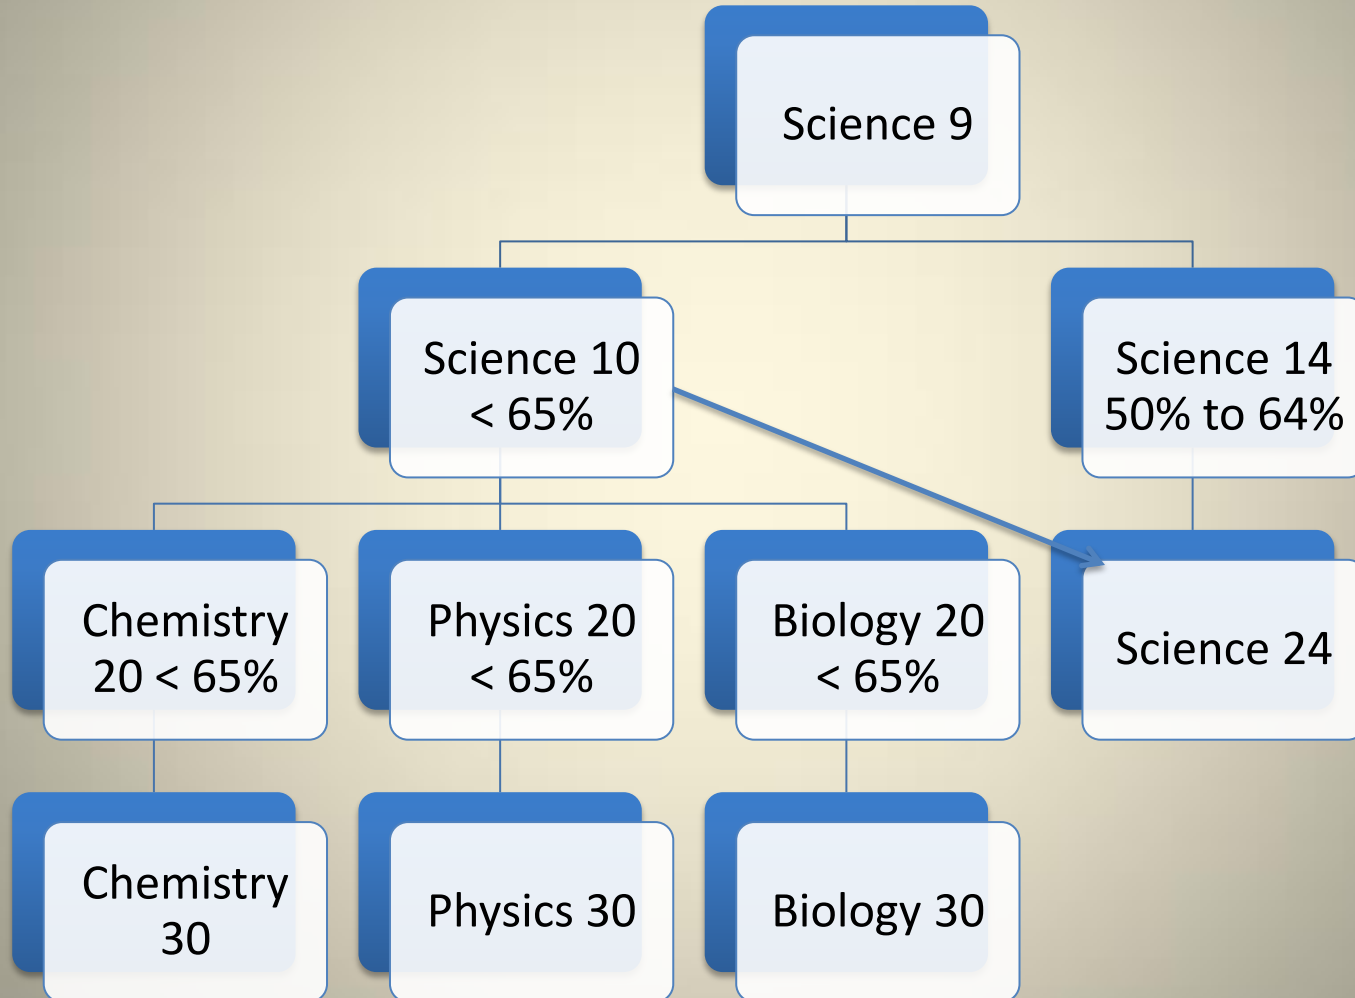 Science 9
Science 10
< 65%
Science 14
50% to 64%
Chemistry
20 < 65%
Physics 20
< 65%
Biology 20
< 65%
Science 24
Chemistry
30
Physics 30
Biology 30